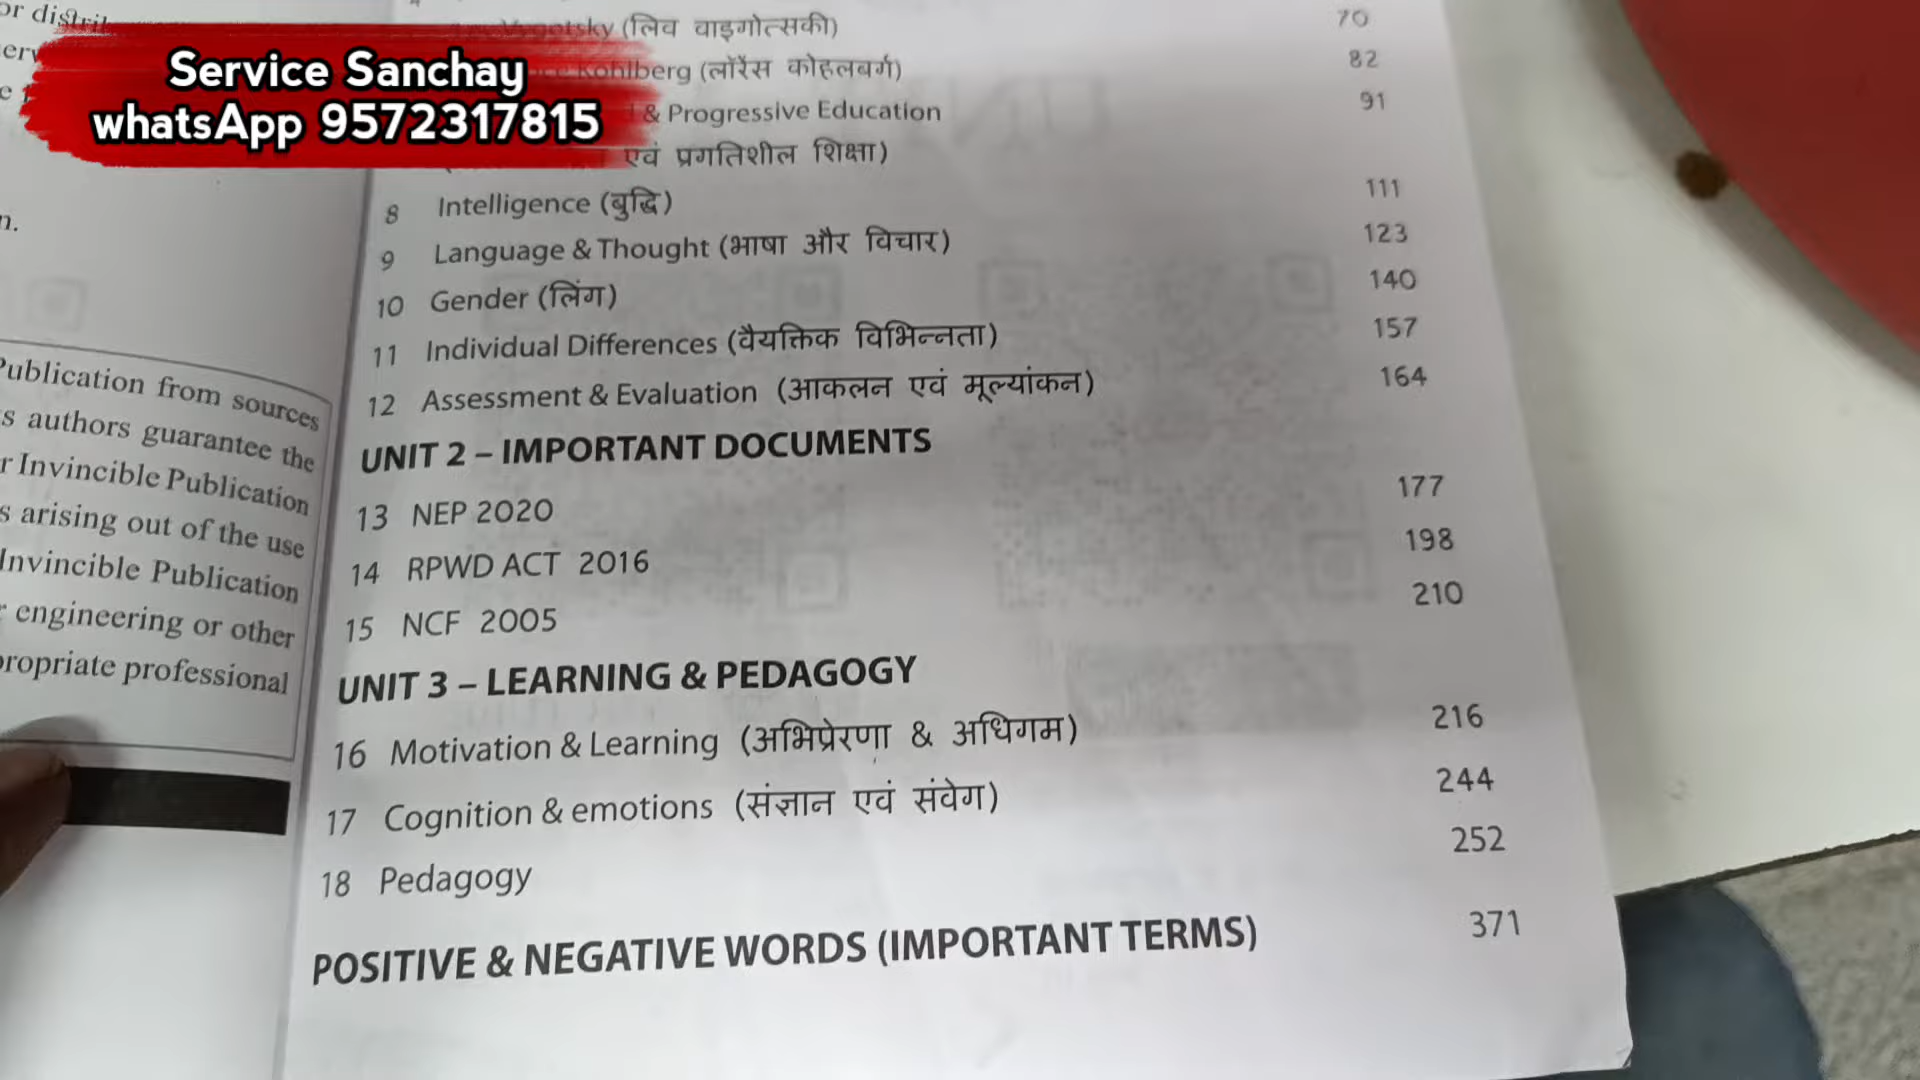 Service Sanchay
whatsApp 9572317815
or
n.
Publication from sources
s authors guarantee the
r Invincible Publication
s arising out of the use
Invincible Publication
r engineering or other
propriate professional
(लिव वाइगोत्सकी) 70
Kohlberg (लॉरेंस कोहलबर्ग) 82
& Progressive Education 91
एवं प्रगतिशील शिक्षा)
8 Intelligence (बुद्धि) 111
9 Language & Thought (भाषा और विचार) 123
10 Gender (लिंग) 140
11 Individual Differences (वैयक्तिक विभिन्नता) 157
12 Assessment & Evaluation (आकलन एवं मूल्यांकन) 164
UNIT 2 – IMPORTANT DOCUMENTS
13 NEP 2020 177
14 RPWD ACT 2016 198
15 NCF 2005 210
UNIT 3 – LEARNING & PEDAGOGY
16 Motivation & Learning (अभिप्रेरणा & अधिगम) 216
17 Cognition & emotions (संज्ञान एवं संवेग) 244
18 Pedagogy 252
POSITIVE & NEGATIVE WORDS (IMPORTANT TERMS) 371